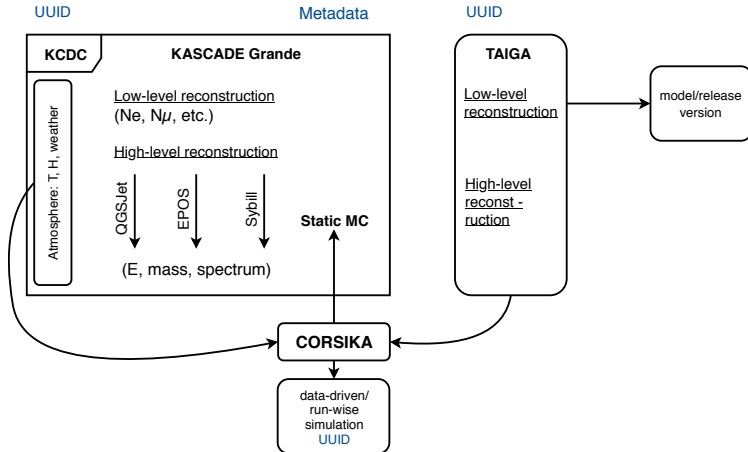 UUID
Metadata
UUID
KCDC
KASCADE Grande
Atmosphere: T, H, weather
Low-level reconstruction
(Ne, Nμ, etc.)
High-level reconstruction
QGSJet
EPOS
Sybill
Static MC
(E, mass, spectrum)
TAIGA
Low-level
reconstruction
High-level
reconst -
ruction
model/release
version
CORSIKA
data-driven/
run-wise
simulation
UUID